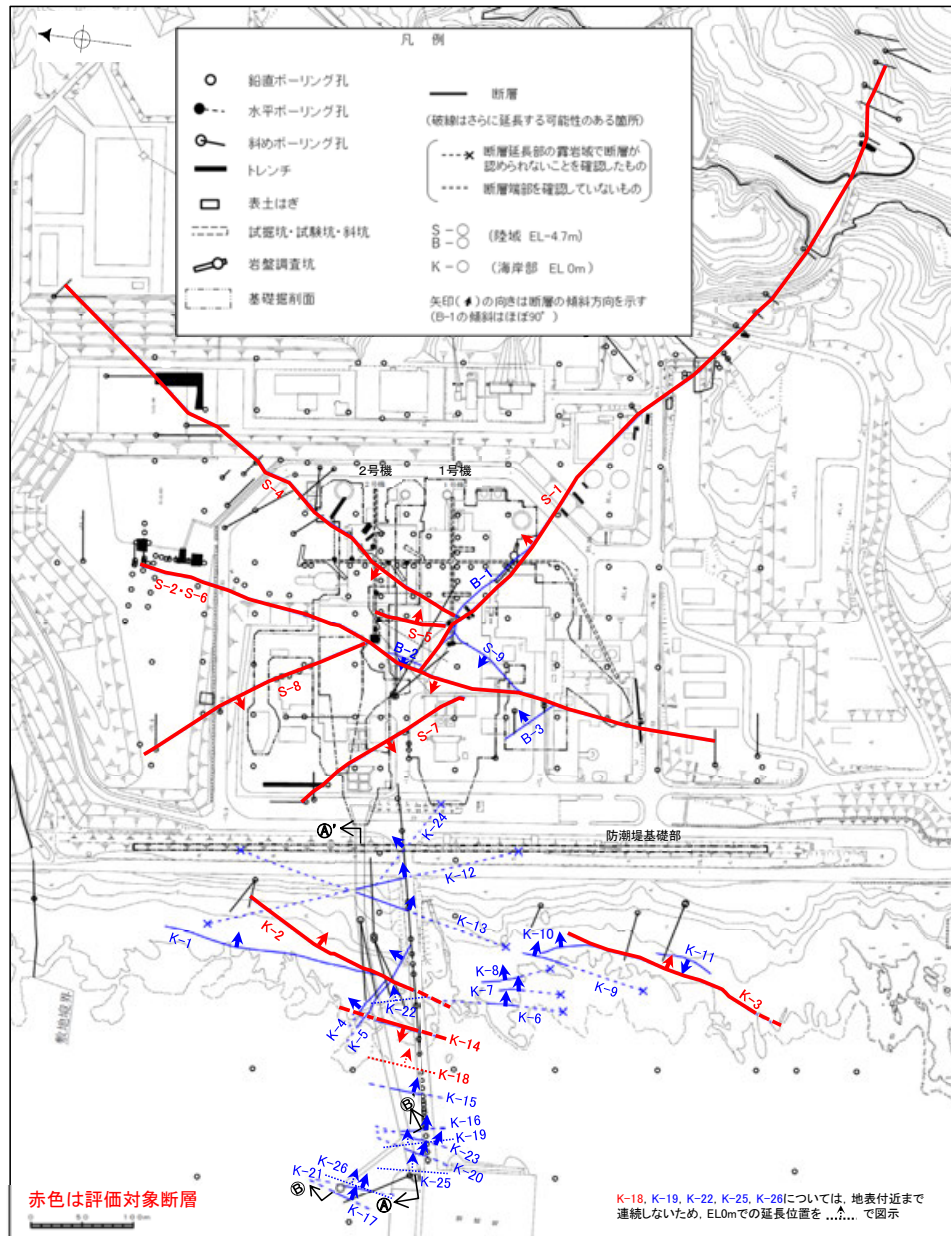 凡 例
鉛直ボーリング孔
水平ボーリング孔
斜めボーリング孔
トレンチ
表土はぎ
試掘坑・試験坑・斜坑
岩盤調査坑
基礎掘削面
断層
(破線はさらに延長する可能性のある箇所)
断層延長部の露岩域で断層が
認められないことを確認したもの
断層端部を確認していないもの
S-○
B-○
(陸域 EL-4.7m)
K-○ (海岸部 EL 0m)
矢印( )の向きは断層の傾斜方向を示す
(B-1の傾斜はほぼ90°)
2号機
1号機
S-4
S-1
B-1
S-2・S-6
S-5
B-2
S-9
S-8
S-7
B-3
Ⓐ'
K-24
防潮堤基礎部
K-12
K-2
K-13
K-1
K-10
K-11
K-8
K-7
K-9
K-3
K-22
K-6
K-4
K-5
K-14
敷地境界
K-18
K-15
Ⓑ
K-16
K-19
K-23
K-20
K-26
K-21
K-25
Ⓑ
K-17
Ⓐ
赤色は評価対象断層
0 50 100m
K-18, K-19, K-22, K-25, K-26については, 地表付近まで
連続しないため, EL0mでの延長位置を で図示